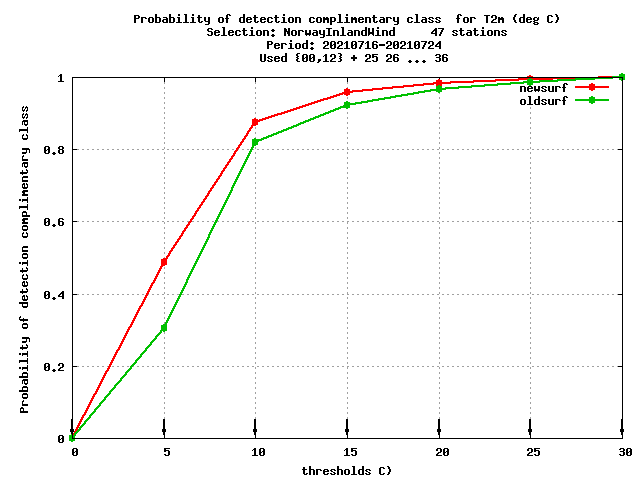 Probability of detection complimentary class  for T2m (deg C)
Selection: NorwayInlandWind     47 stations
Period: 20210716-20210724
Used {00,12} + 25 26 ... 36
Probability of detection complimentary class
1
0.8
0.6
0.4
0.2
0
newsurf
oldsurf
0 5 10 15 20 25 30
thresholds C)